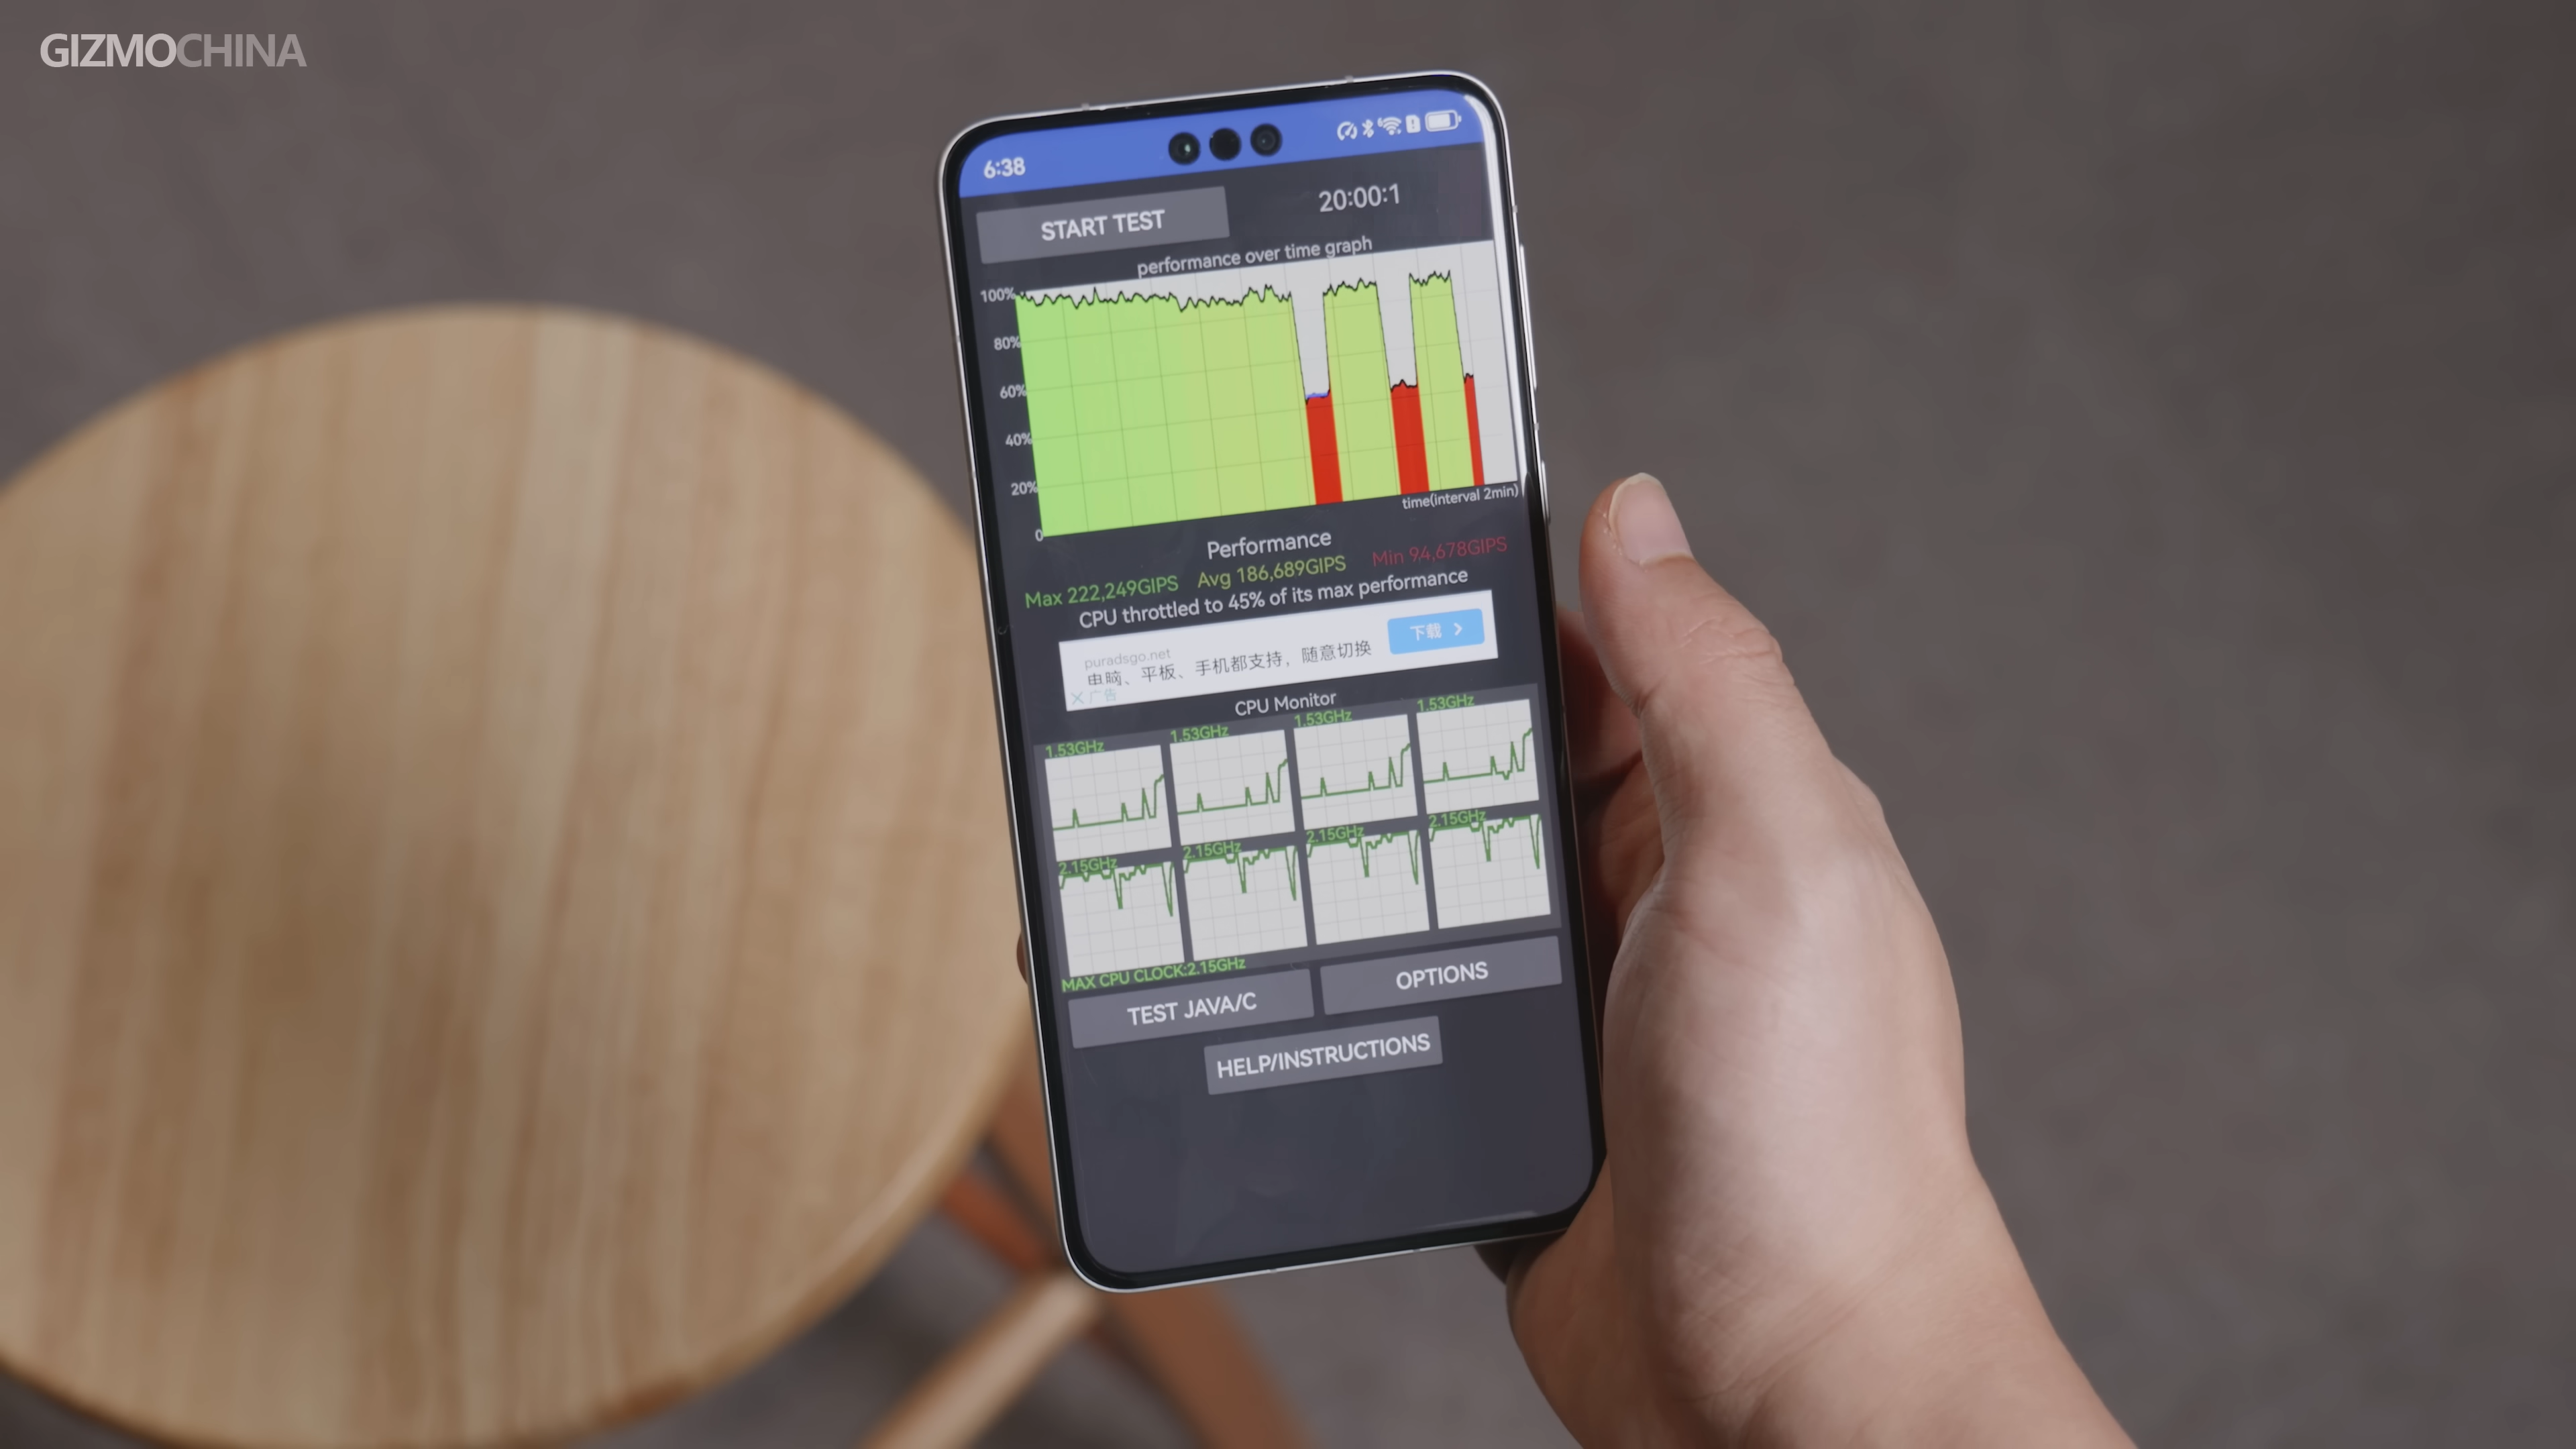 GIZMOCHINA
6:38
START TEST
20:00:1
performance over time graph
100%
80%
60%
40%
20%
0
time(interval 2min)
Performance
Max 222,249GIPS Avg 186,689GIPS Min 94,678GIPS
CPU throttled to 45% of its max performance
puradsgo.net
电脑、平板、手机都支持，随意切换
下载
广告
CPU Monitor
1.53GHz 1.53GHz 1.53GHz 1.53GHz
2.15GHz 2.15GHz 2.15GHz 2.15GHz
MAX CPU CLOCK:2.15GHz
TEST JAVA/C
OPTIONS
HELP/INSTRUCTIONS